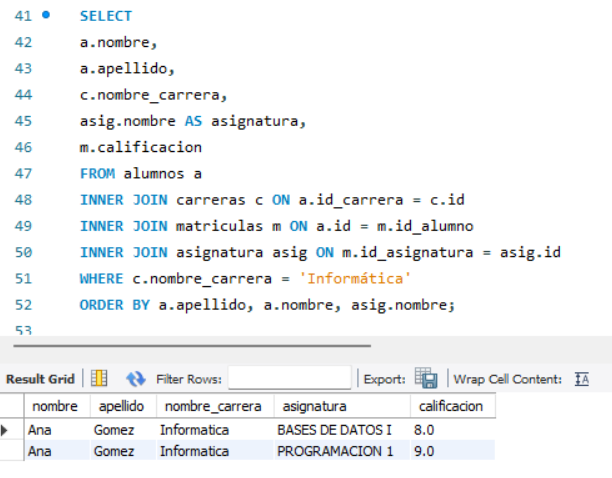 41 SELECT
42 a.nombre,
43 a.apellido,
44 c.nombre_carrera,
45 asig.nombre AS asignatura,
46 m.calificacion
47 FROM alumnos a
48 INNER JOIN carreras c ON a.id_carrera = c.id
49 INNER JOIN matriculas m ON a.id = m.id_alumno
50 INNER JOIN asignatura asig ON m.id_asignatura = asig.id
51 WHERE c.nombre_carrera = 'Informática'
52 ORDER BY a.apellido, a.nombre, asig.nombre;
53
Result Grid Filter Rows: Export: Wrap Cell Content: IA
nombre apellido nombre_carrera asignatura calificacion
Ana Gomez Informatica BASES DE DATOS I 8.0
Ana Gomez Informatica PROGRAMACION 1 9.0